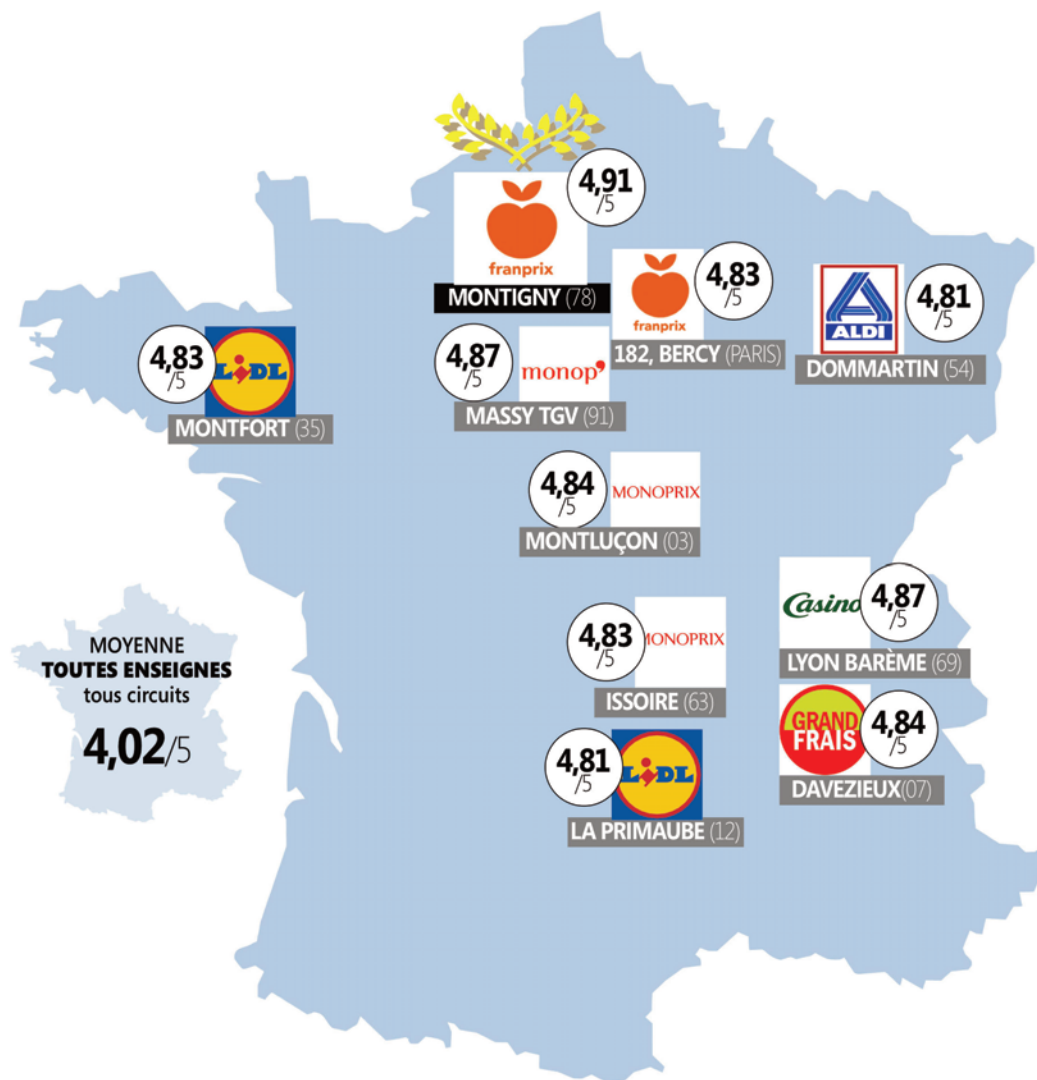 4,91
/5
franprix
MONTIGNY (78)
4,83
/5
franprix
182, BERCY (PARIS)
4,81
/5
ALDI
DOMMARTIN (54)
4,83
/5
LIDL
MONTFORT (35)
4,87
/5
monop'
MASSY TGV (91)
4,84
/5
MONOPRIX
MONTLUÇON (03)
Casino
4,87
/5
LYON BARÈME (69)
4,83
/5
MONOPRIX
ISSOIRE (63)
MOYENNE
TOUTES ENSEIGNES
tous circuits
4,02/5
GRAND
FRAIS
4,84
/5
DAVEZIEUX(07)
4,81
/5
LIDL
LA PRIMAUBE (12)